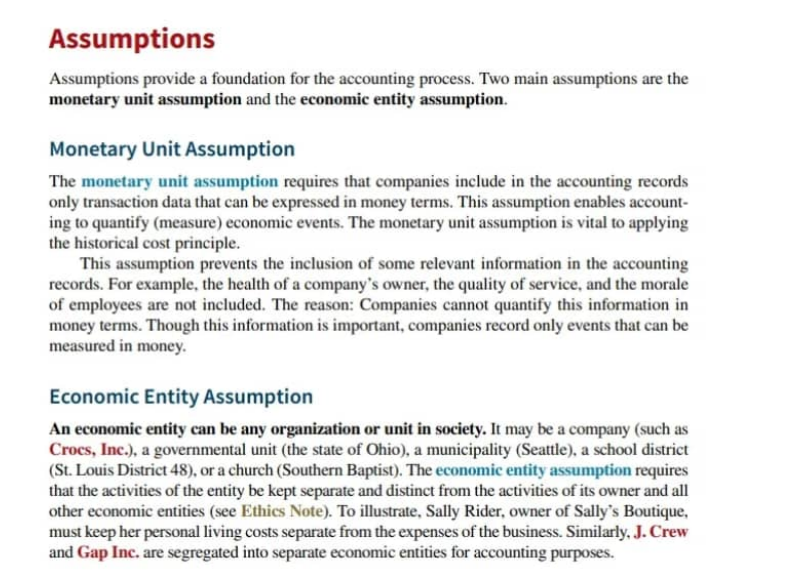 Assumptions
Assumptions provide a foundation for the accounting process. Two main assumptions are the
monetary unit assumption and the economic entity assumption.
Monetary Unit Assumption
The monetary unit assumption requires that companies include in the accounting records
only transaction data that can be expressed in money terms. This assumption enables account-
ing to quantify (measure) economic events. The monetary unit assumption is vital to applying
the historical cost principle.
This assumption prevents the inclusion of some relevant information in the accounting
records. For example, the health of a company's owner, the quality of service, and the morale
of employees are not included. The reason: Companies cannot quantify this information in
money terms. Though this information is important, companies record only events that can be
measured in money.
Economic Entity Assumption
An economic entity can be any organization or unit in society. It may be a company (such as
Crocs, Inc.), a governmental unit (the state of Ohio), a municipality (Seattle), a school district
(St. Louis District 48), or a church (Southern Baptist). The economic entity assumption requires
that the activities of the entity be kept separate and distinct from the activities of its owner and all
other economic entities (see Ethics Note). To illustrate, Sally Rider, owner of Sally's Boutique,
must keep her personal living costs separate from the expenses of the business. Similarly, J. Crew
and Gap Inc. are segregated into separate economic entities for accounting purposes.